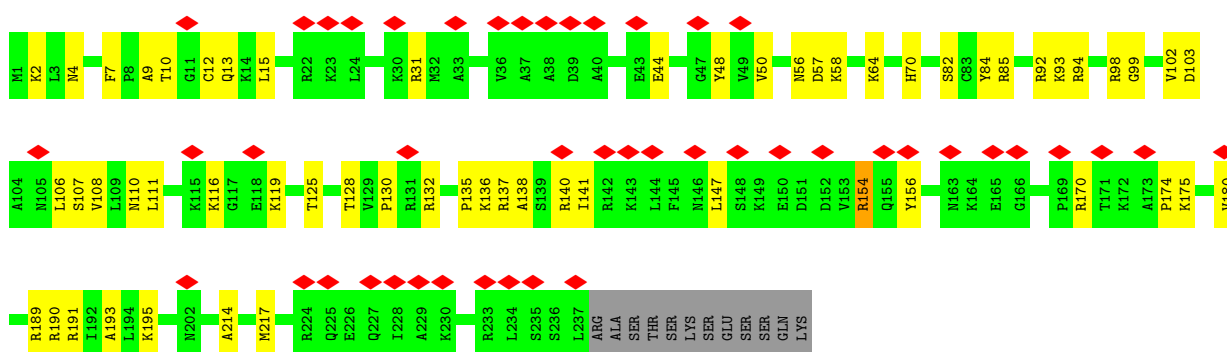 M1 K2 L3 N4 F7 P8 A9 T10 G11 C12 Q13 K14 L15 R22 K23 L24 K30 R31 M32 A33 V36 A37 A38 D39 A40 E43 E44 G47 Y48 V49 V50 N56 D57 K58 K64 H70 S82 C83 Y84 R85 R92 K93 R94 R98 G99 V102 D103
A104 N105 L106 S107 V108 L109 N110 L111 K115 K116 G117 E118 K119 T125 T128 V129 P130 R131 R132 P135 K136 R137 A138 S139 R140 I141 R142 K143 L144 F145 N146 L147 S148 K149 E150 D151 D152 V153 R154 Q155 Y156 N163 K164 E165 G166 P169 R170 T171 K172 A173 P174 K175
R189 R190 R191 I192 A193 L194 K195 N202 A214 M217 R224 Q225 E226 Q227 I228 A229 K230 R233 L234 S235 S236 L237 ARG ALA SER THR SER LYS SER GLU SER SER GLN LYS